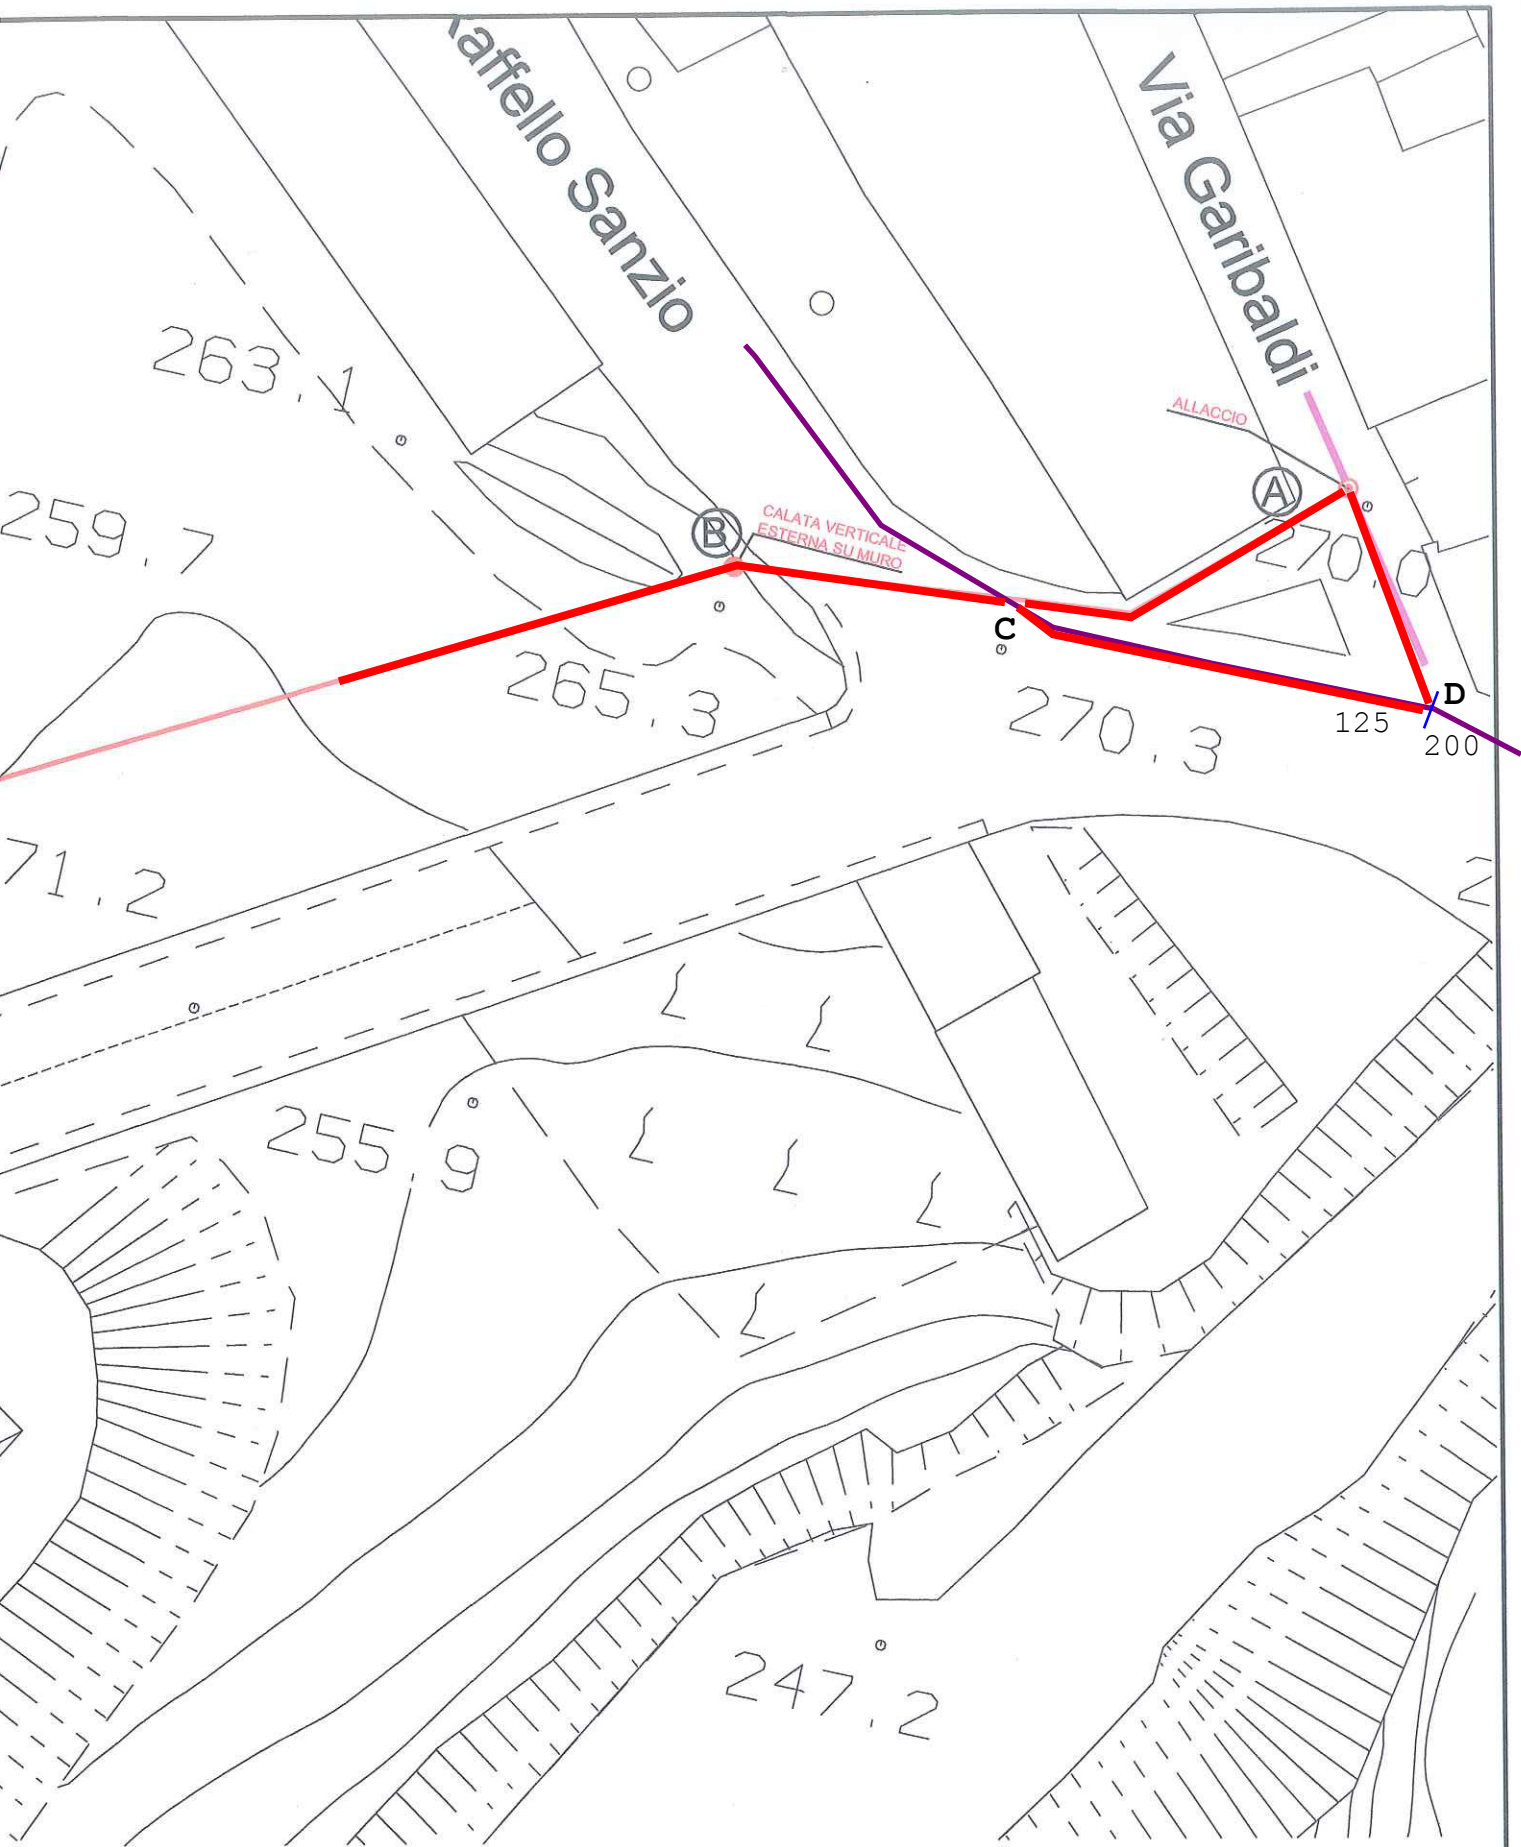 Raffello Sanzio
Via Garibaldi
263.1
ALLACCIO
A
259.7
B
CALATA VERTICALE
ESTERNA SU MURO
270.0
C
265.3
D
270.3
125
200
71.2
2
255.9
247.2